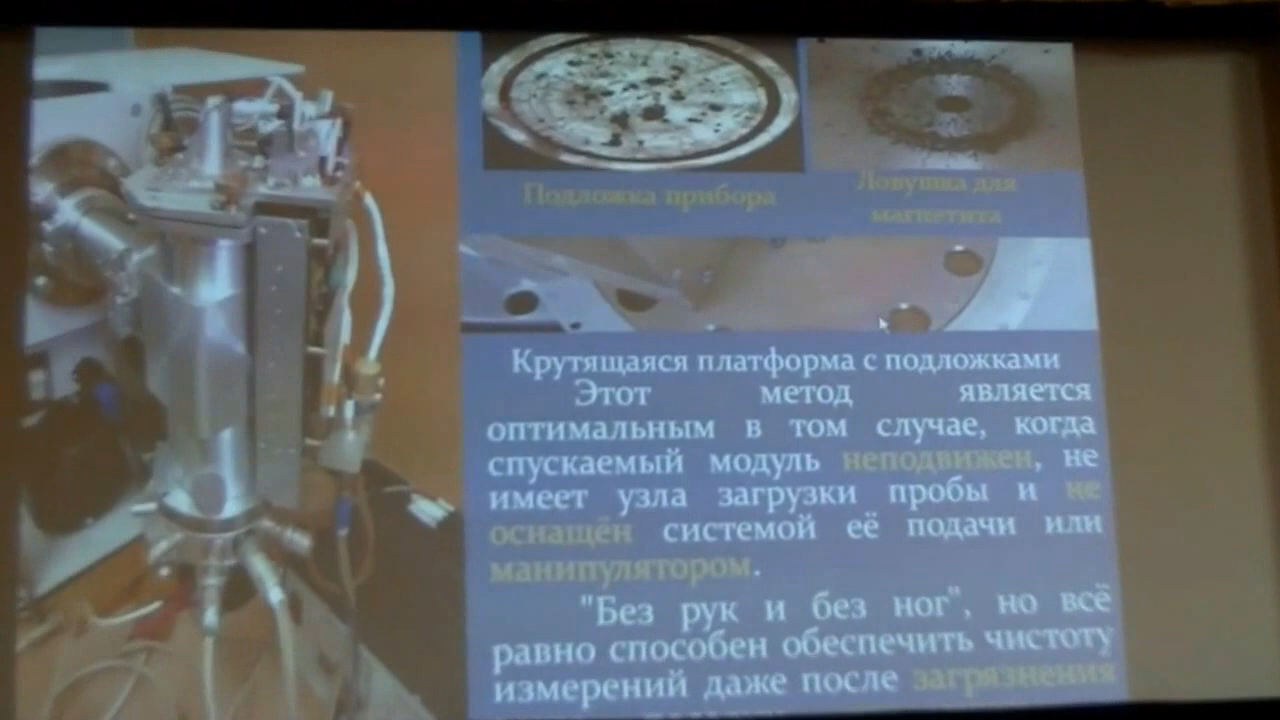 Подложка прибора
Ловушка для
магнетита
Крутящаяся платформа с подложками
Этот метод является
оптимальным в том случае, когда
спускаемый модуль неподвижен, не
имеет узла загрузки пробы и не
оснащён системой её подачи или
манипулятором.
"Без рук и без ног", но всё
равно способен обеспечить чистоту
измерений даже после загрязнения